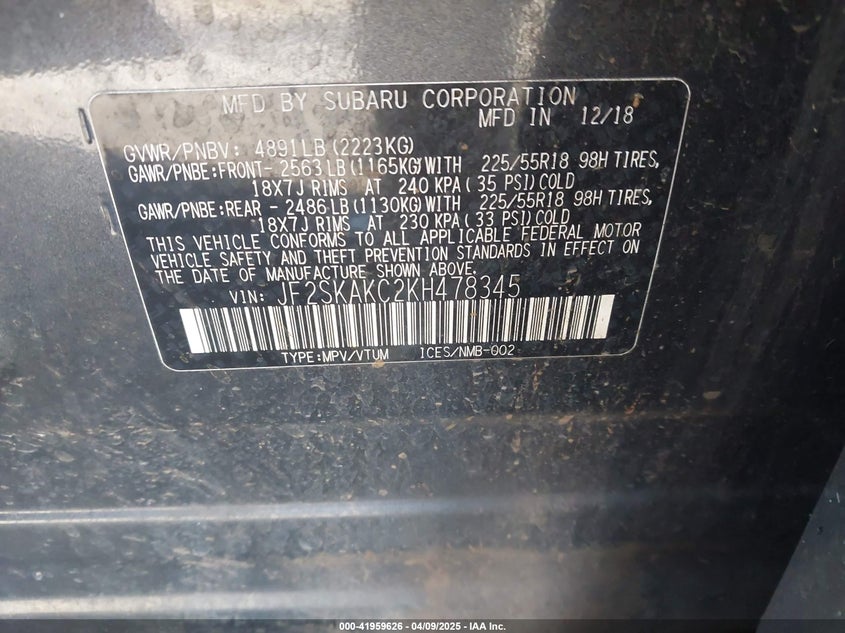 MFD BY SUBARU CORPORATION
MFD IN 12/18
GVWR/PNBV: 4891LB(2223KG)
GAWR/PNBE:FRONT- 2563LB(1165KG)WITH 225/55R18 98H TIRES,
18X7J RIMS AT 240 KPA( 35 PSI)COLD
GAWR/PNBE:REAR - 2486LB(1130KG)WITH 225/55R18 98H TIRES,
18X7J RIMS AT 230 KPA( 33 PSI)COLD
THIS VEHICLE CONFORMS TO ALL APPLICABLE FEDERAL MOTOR
VEHICLE SAFETY AND THEFT PREVENTION STANDARDS IN EFFECT ON
THE DATE OF MANUFACTURE SHOWN ABOVE.
VIN: JF2SKAKC2KH478345
TYPE:MPV/VTUM ICES/NMB-002
000-41959626 - 04/09/2025 - IAA Inc.